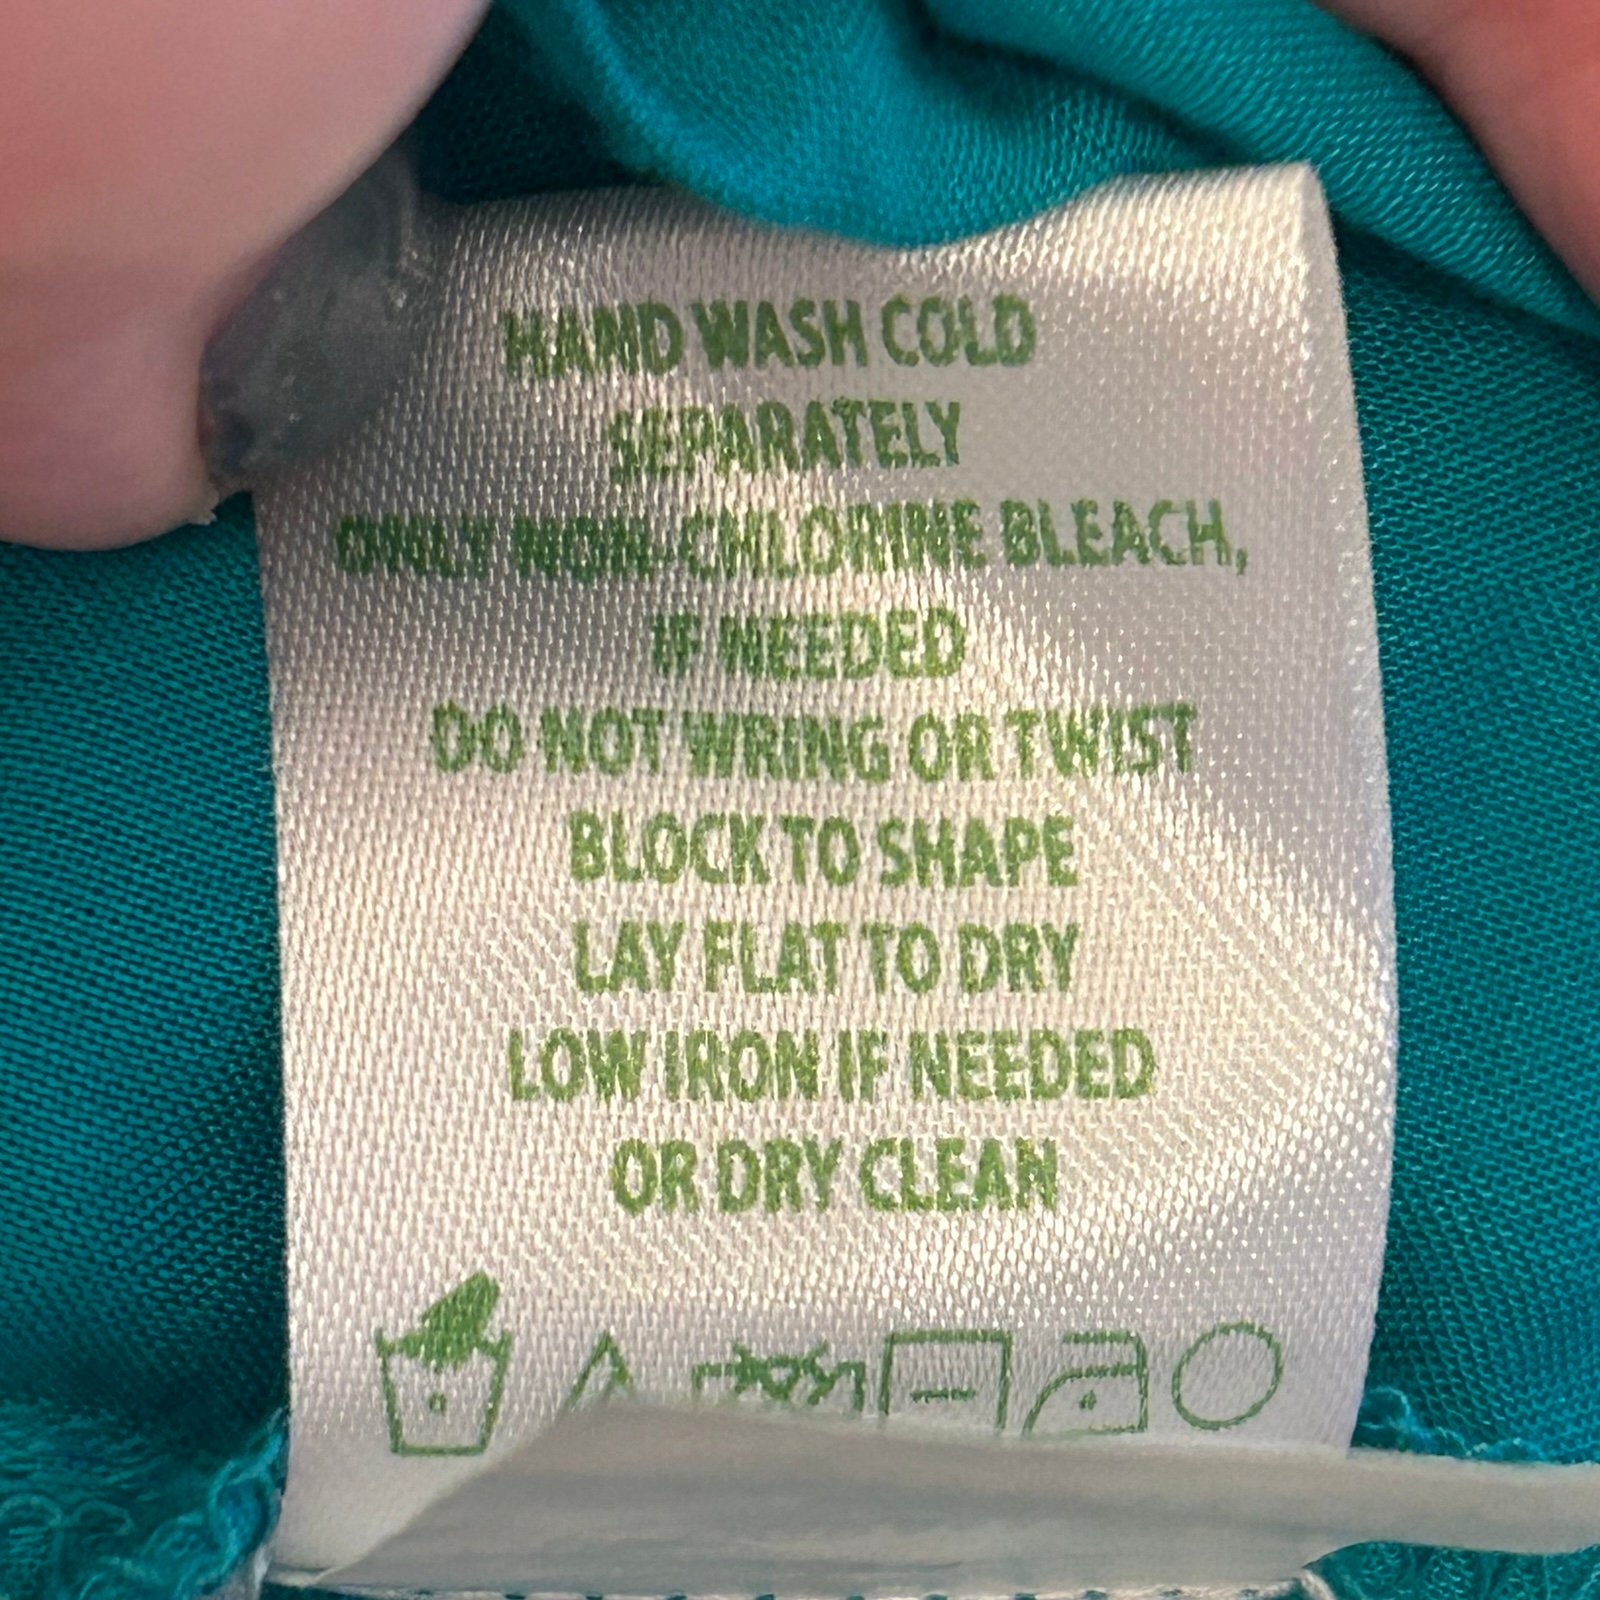 HAND WASH COLD
SEPARATELY
ONLY NON-CHLORINE BLEACH,
IF NEEDED
DO NOT WRING OR TWIST
BLOCK TO SHAPE
LAY FLAT TO DRY
LOW IRON IF NEEDED
OR DRY CLEAN